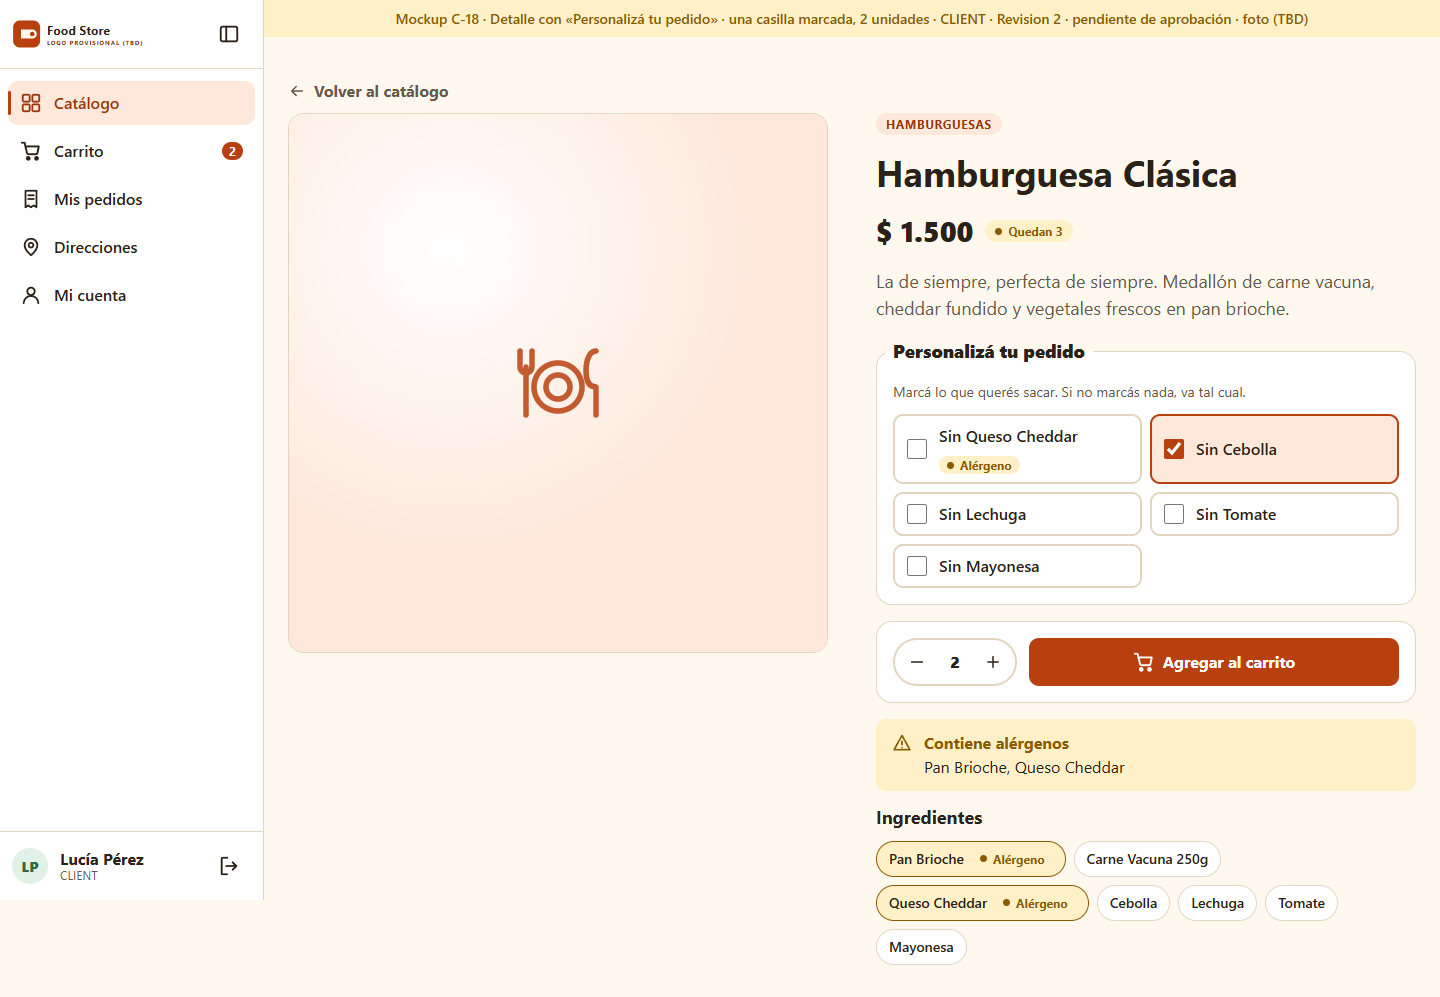 Mockup C-18 · Detalle con «Personalizá tu pedido» · una casilla marcada, 2 unidades · CLIENT · Revision 2 · pendiente de aprobación · foto (TBD)
Food Store
LOGO PROVISIONAL (TBD)
Catálogo
Carrito
2
Mis pedidos
Direcciones
Mi cuenta
LP
Lucía Pérez
CLIENT
Volver al catálogo
HAMBURGUESAS
Hamburguesa Clásica
$ 1.500
Quedan 3
La de siempre, perfecta de siempre. Medallón de carne vacuna,
cheddar fundido y vegetales frescos en pan brioche.
Personalizá tu pedido
Marcá lo que querés sacar. Si no marcás nada, va tal cual.
Sin Queso Cheddar
Alérgeno
Sin Cebolla
Sin Lechuga
Sin Tomate
Sin Mayonesa
2
Agregar al carrito
Contiene alérgenos
Pan Brioche, Queso Cheddar
Ingredientes
Pan Brioche Alérgeno
Carne Vacuna 250g
Queso Cheddar Alérgeno
Cebolla
Lechuga
Tomate
Mayonesa